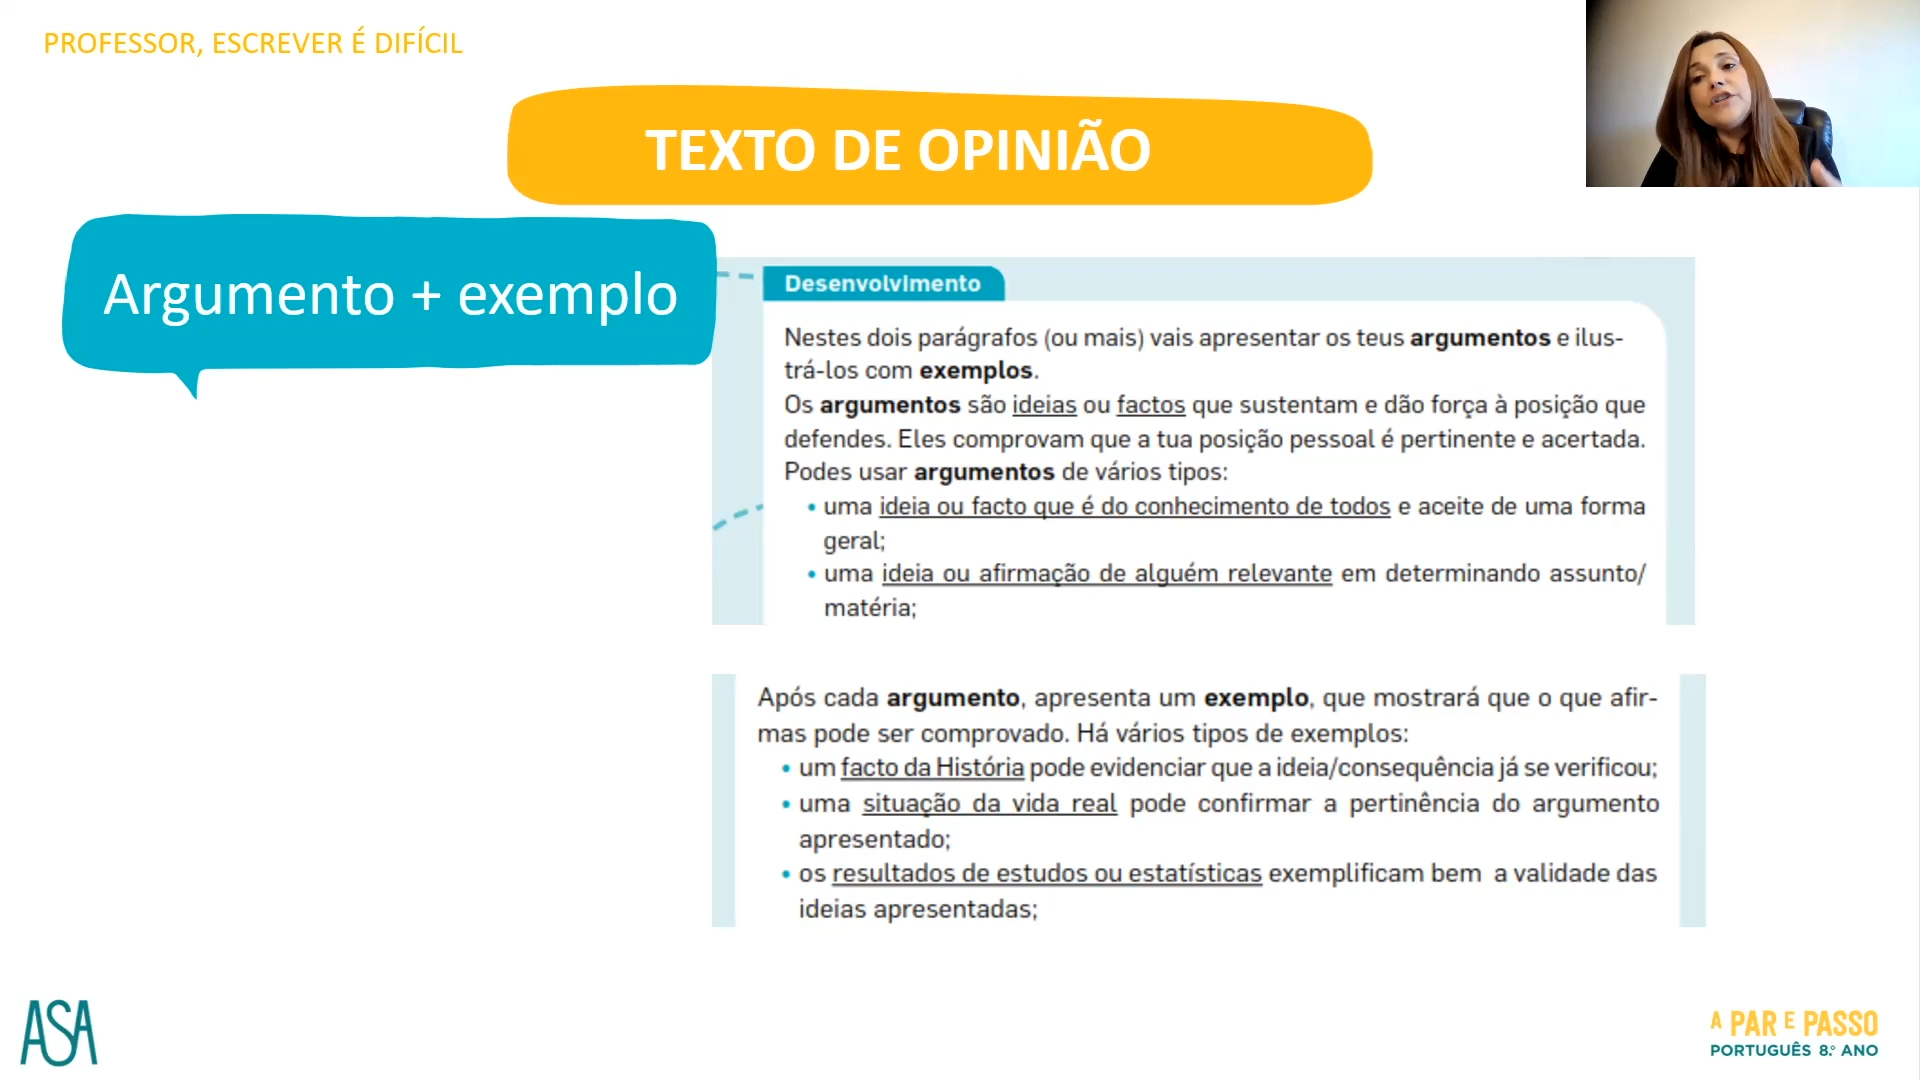 PROFESSOR, ESCREVER É DIFÍCIL
TEXTO DE OPINIÃO
Argumento + exemplo
Desenvolvimento
Nestes dois parágrafos (ou mais) vais apresentar os teus argumentos e ilus-
trá-los com exemplos.
Os argumentos são ideias ou factos que sustentam e dão força à posição que
defendes. Eles comprovam que a tua posição pessoal é pertinente e acertada.
Podes usar argumentos de vários tipos:
• uma ideia ou facto que é do conhecimento de todos e aceite de uma forma
geral;
• uma ideia ou afirmação de alguém relevante em determinando assunto/
matéria;
Após cada argumento, apresenta um exemplo, que mostrará que o que afir-
mas pode ser comprovado. Há vários tipos de exemplos:
• um facto da História pode evidenciar que a ideia/consequência já se verificou;
• uma situação da vida real pode confirmar a pertinência do argumento
apresentado;
• os resultados de estudos ou estatísticas exemplificam bem a validade das
ideias apresentadas;
ASA
A PAR E PASSO
PORTUGUÊS 8.º ANO